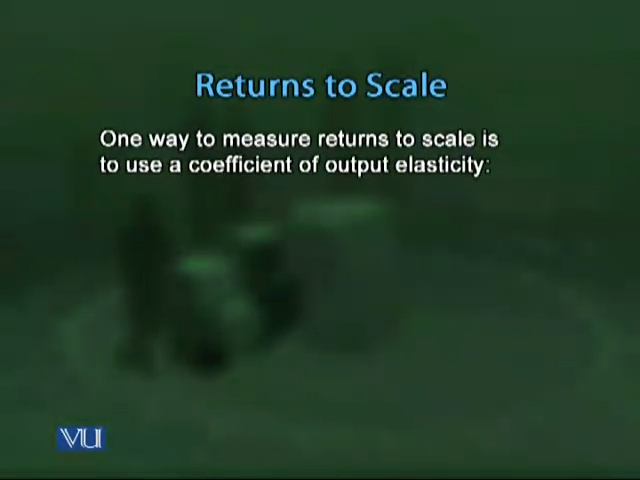 Returns to Scale
One way to measure returns to scale is
to use a coefficient of output elasticity:
VU